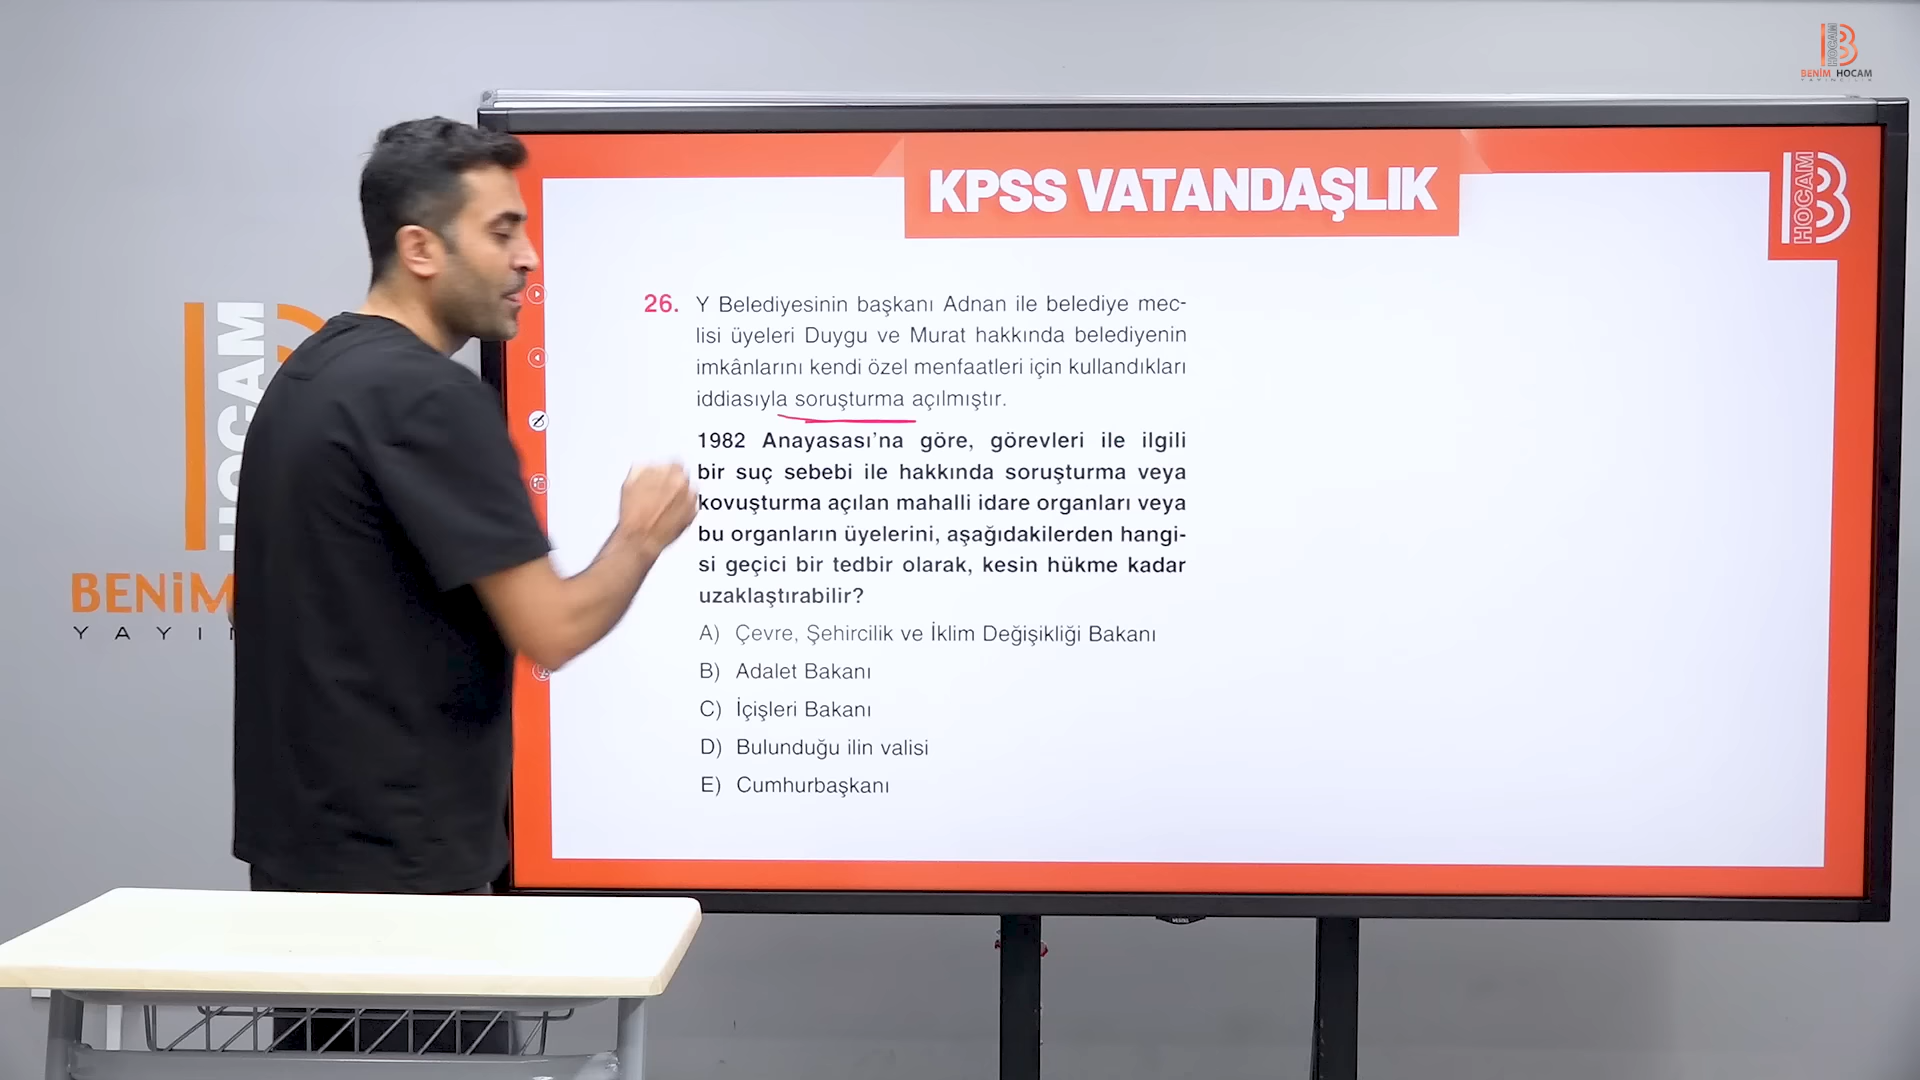 HOCAM
BENİM HOCAM
YAYINCILIK
KPSS VATANDAŞLIK
HOCAM
26. Y Belediyesinin başkanı Adnan ile belediye mec-
lisi üyeleri Duygu ve Murat hakkında belediyenin
imkânlarını kendi özel menfaatleri için kullandıkları
iddiasıyla soruşturma açılmıştır.
1982 Anayasası’na göre, görevleri ile ilgili
bir suç sebebi ile hakkında soruşturma veya
kovuşturma açılan mahalli idare organları veya
bu organların üyelerini, aşağıdakilerden hangi-
si geçici bir tedbir olarak, kesin hükme kadar
uzaklaştırabilir?
A) Çevre, Şehircilik ve İklim Değişikliği Bakanı
B) Adalet Bakanı
C) İçişleri Bakanı
D) Bulunduğu ilin valisi
E) Cumhurbaşkanı
HOCAM
BENİM
YAYI